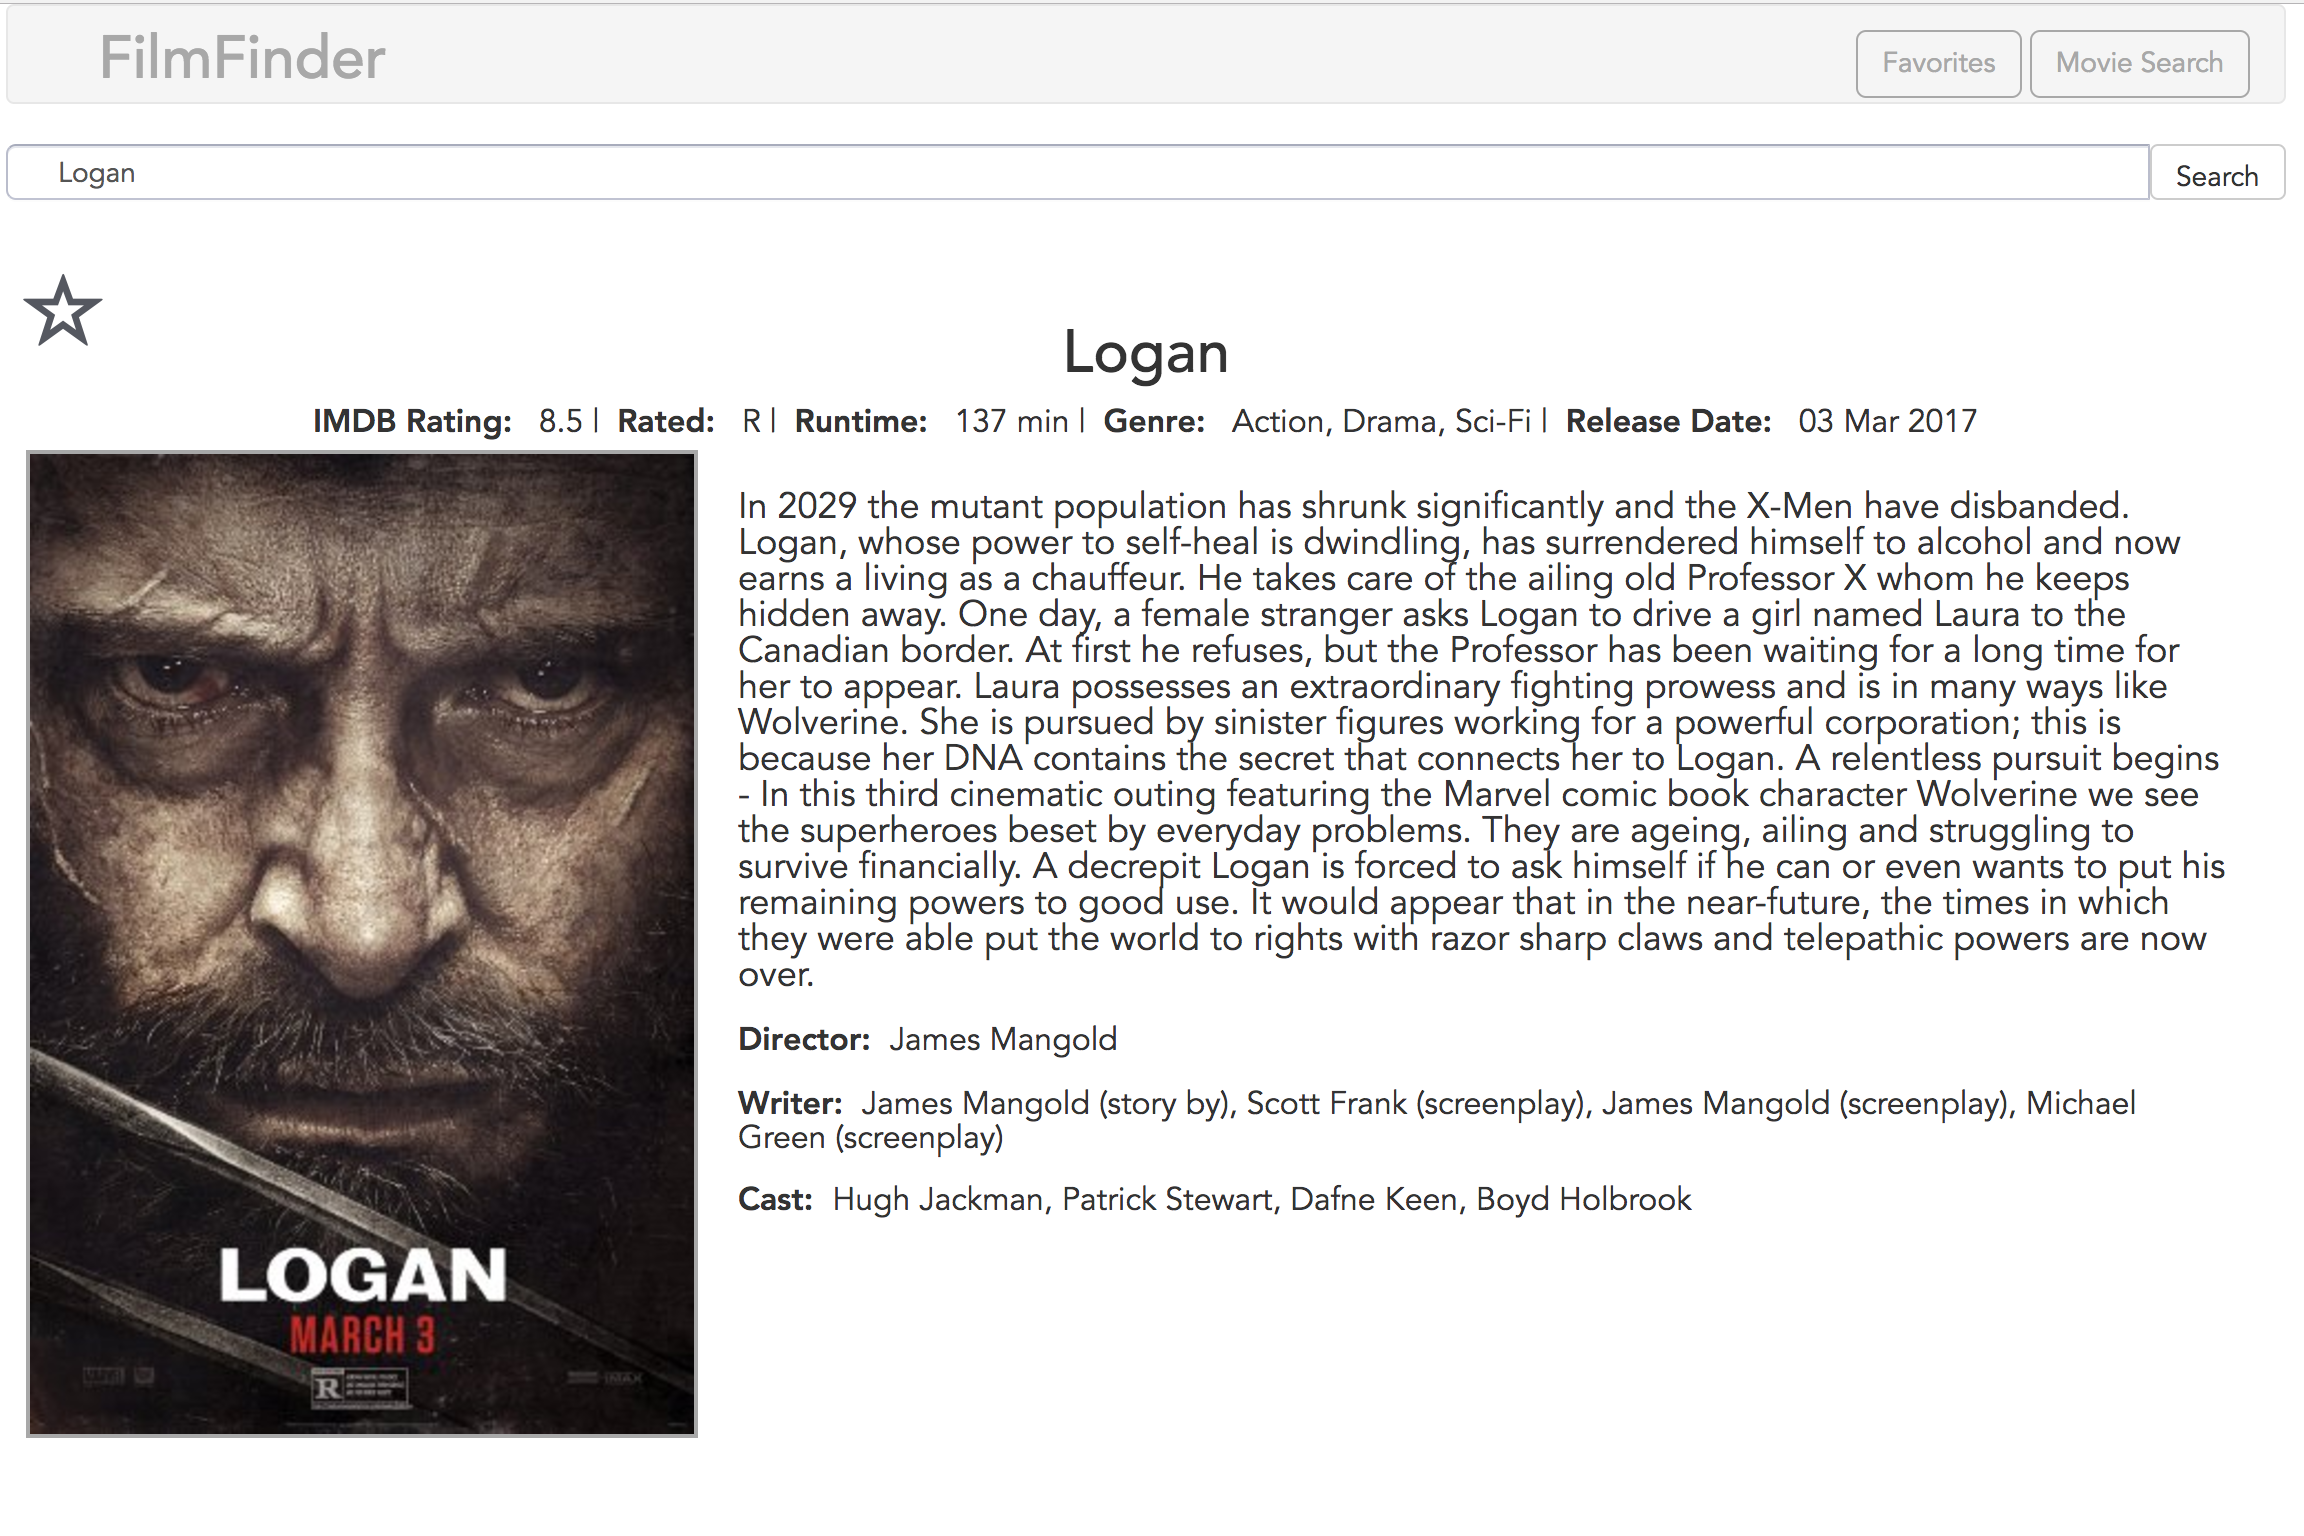 FilmFinder
Favorites
Movie Search
Logan
Search
Logan
IMDB Rating: 8.5 | Rated: R | Runtime: 137 min | Genre: Action, Drama, Sci-Fi | Release Date: 03 Mar 2017
In 2029 the mutant population has shrunk significantly and the X-Men have disbanded.
Logan, whose power to self-heal is dwindling, has surrendered himself to alcohol and now
earns a living as a chauffeur. He takes care of the ailing old Professor X whom he keeps
hidden away. One day, a female stranger asks Logan to drive a girl named Laura to the
Canadian border. At first he refuses, but the Professor has been waiting for a long time for
her to appear. Laura possesses an extraordinary fighting prowess and is in many ways like
Wolverine. She is pursued by sinister figures working for a powerful corporation; this is
because her DNA contains the secret that connects her to Logan. A relentless pursuit begins
- In this third cinematic outing featuring the Marvel comic book character Wolverine we see
the superheroes beset by everyday problems. They are ageing, ailing and struggling to
survive financially. A decrepit Logan is forced to ask himself if he can or even wants to put his
remaining powers to good use. It would appear that in the near-future, the times in which
they were able put the world to rights with razor sharp claws and telepathic powers are now
over.
Director: James Mangold
Writer: James Mangold (story by), Scott Frank (screenplay), James Mangold (screenplay), Michael
Green (screenplay)
Cast: Hugh Jackman, Patrick Stewart, Dafne Keen, Boyd Holbrook
LOGAN
MARCH 3
R
IMAX